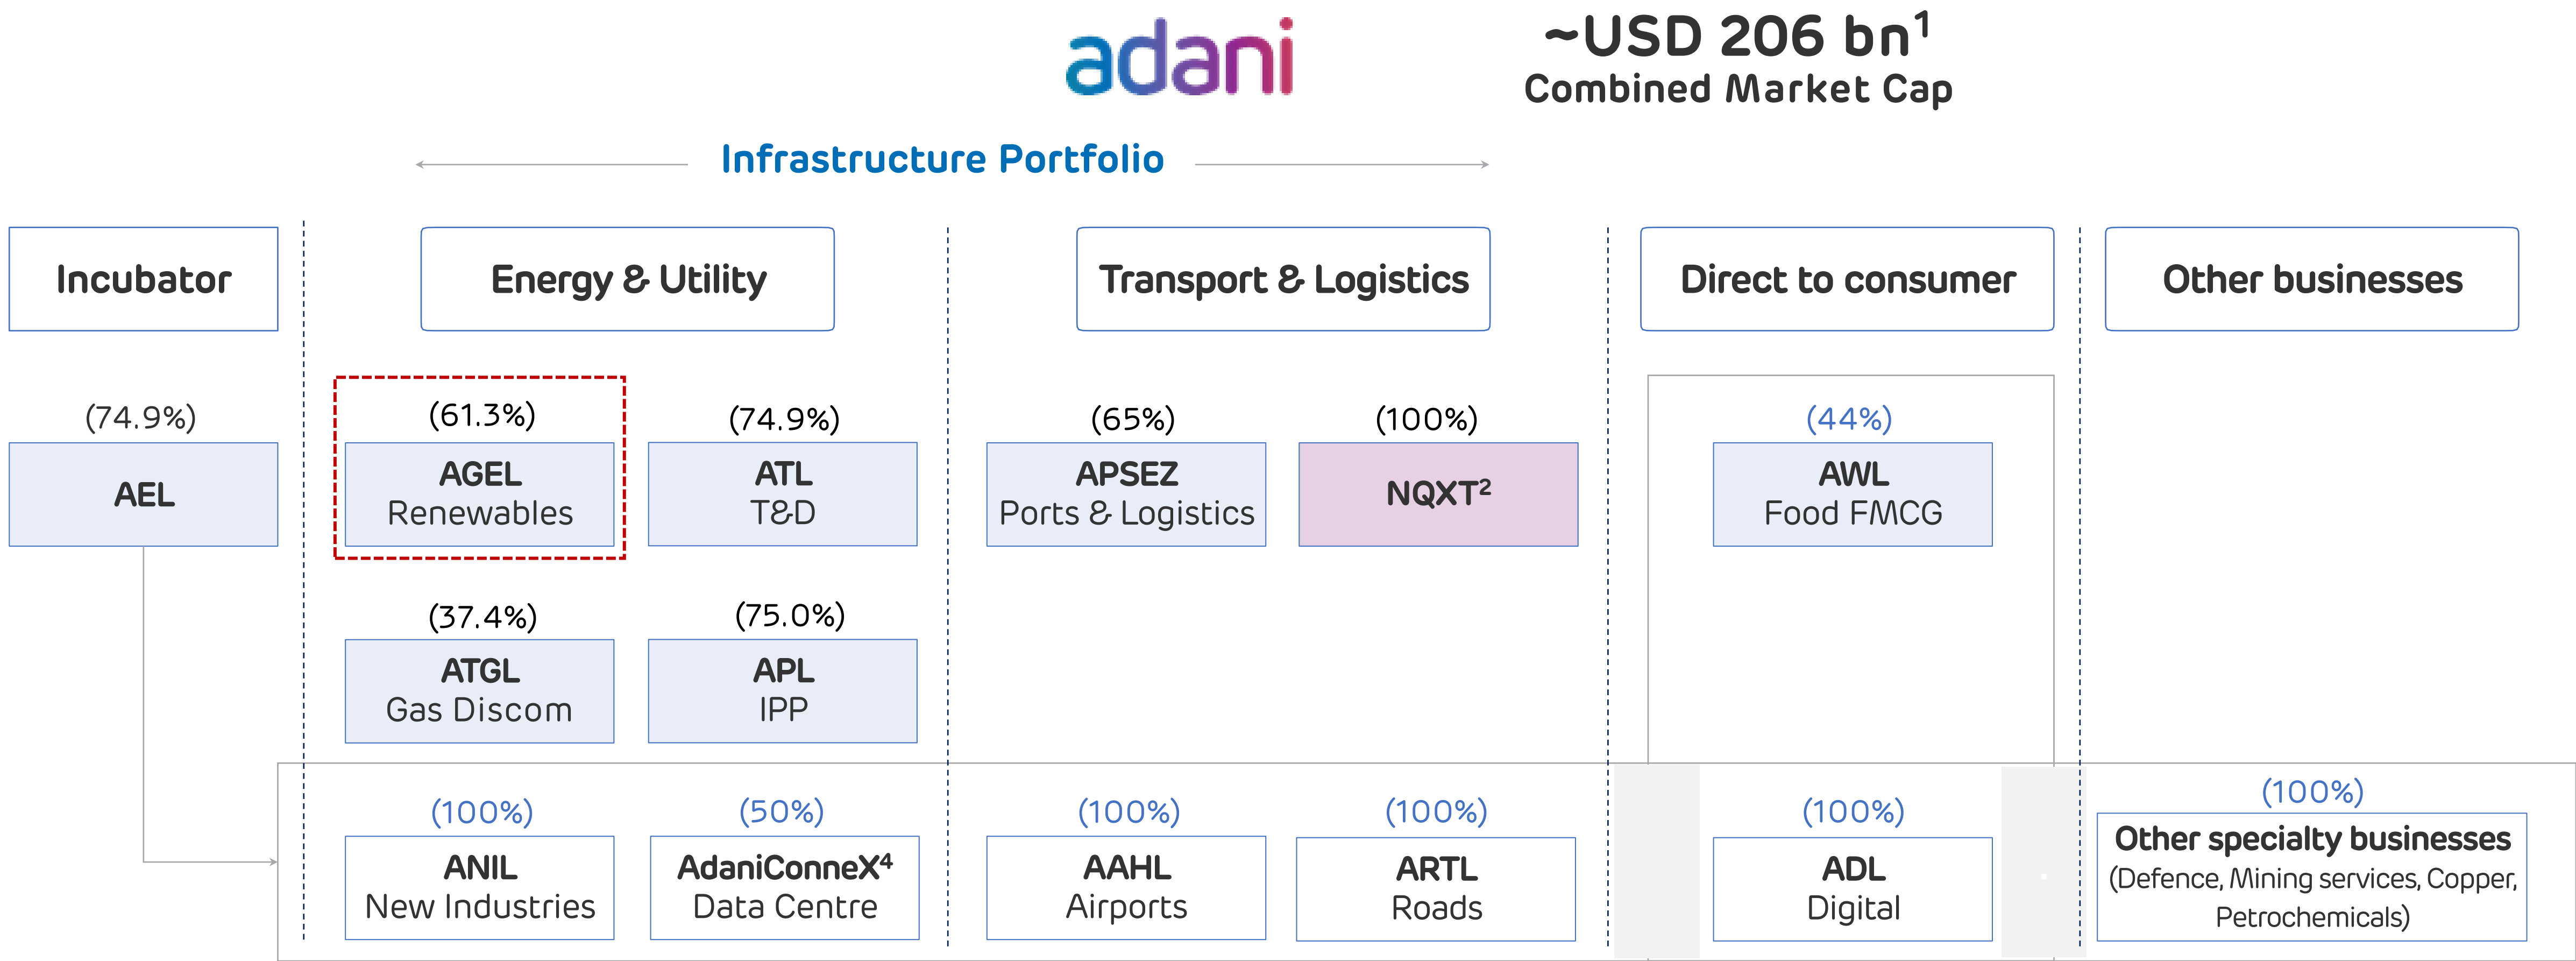 adani
~USD 206 bn¹
Combined Market Cap
Infrastructure Portfolio
Incubator
Energy & Utility
Transport & Logistics
Direct to consumer
Other businesses
(74.9%)
AEL
(61.3%)
AGEL
Renewables
(74.9%)
ATL
T&D
(65%)
APSEZ
Ports & Logistics
(100%)
NQXT²
(44%)
AWL
Food FMCG
(37.4%)
ATGL
Gas Discom
(75.0%)
APL
IPP
(100%)
ANIL
New Industries
(50%)
AdaniConneX⁴
Data Centre
(100%)
AAHL
Airports
(100%)
ARTL
Roads
(100%)
ADL
Digital
(100%)
Other specialty businesses
(Defence, Mining services, Copper,
Petrochemicals)